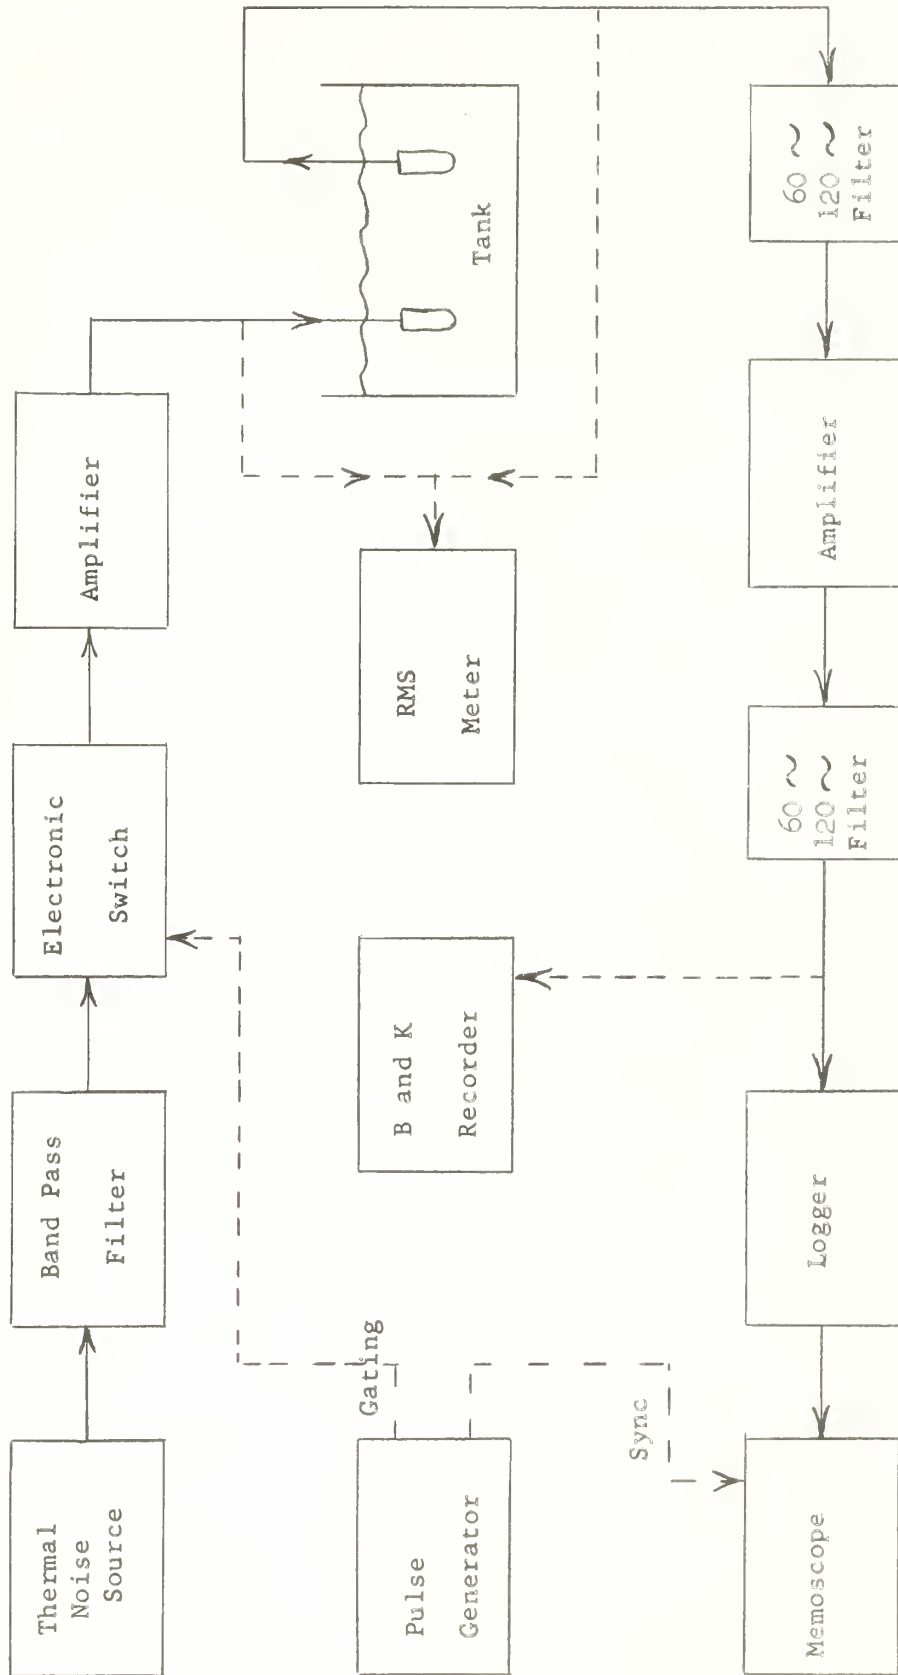 Thermal
Noise
Source
Band Pass
Filter
Electronic
Switch
Amplifier
Pulse
Generator
Gating
Sync
B and K
Recorder
RMS
Meter
Tank
Memoscope
Logger
60 ~
120 ~
Filter
Amplifier
60 ~
120 ~
Filter